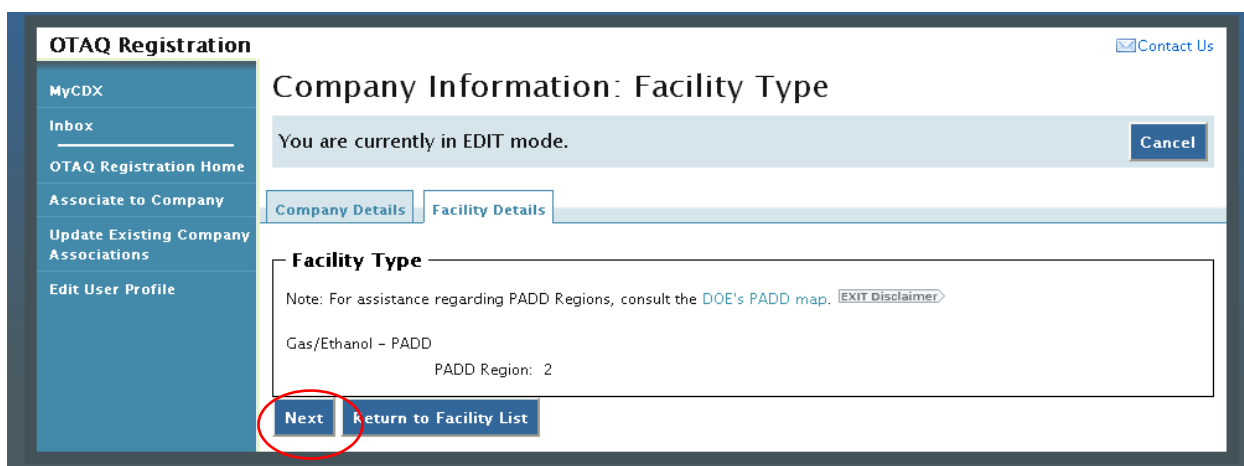 OTAQ Registration
Contact Us
MyCDX
Inbox
OTAQ Registration Home
Associate to Company
Update Existing Company
Associations
Edit User Profile
Company Information: Facility Type
You are currently in EDIT mode.
Cancel
Company Details
Facility Details
Facility Type
Note: For assistance regarding PADD Regions, consult the DOE's PADD map. EXIT Disclaimer
Gas/Ethanol – PADD
PADD Region: 2
Next
Return to Facility List